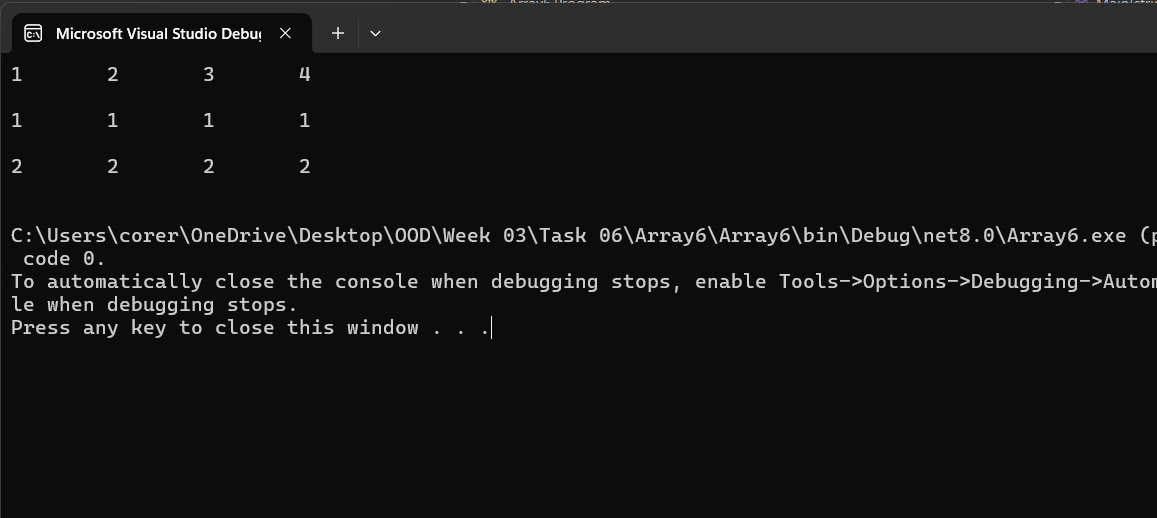 Microsoft Visual Studio Debug
1 2 3 4
1 1 1 1
2 2 2 2
C:\Users\corer\OneDrive\Desktop\OOD\Week 03\Task 06\Array6\Array6\bin\Debug\net8.0\Array6.exe (p
code 0.
To automatically close the console when debugging stops, enable Tools->Options->Debugging->Autom
le when debugging stops.
Press any key to close this window . . .